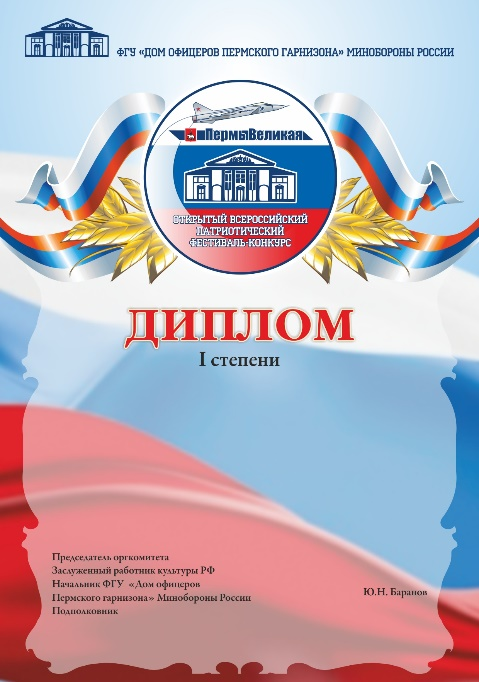 ФГУ «ДОМ ОФИЦЕРОВ ПЕРМСКОГО ГАРНИЗОНА» МИНОБОРОНЫ РОССИИ
ПермьВеликая
ОТКРЫТЫЙ ВСЕРОССИЙСКИЙ
ПАТРИОТИЧЕСКИЙ
ФЕСТИВАЛЬ-КОНКУРС
ДИПЛОМ
I степени
Председатель оргкомитета
Заслуженный работник культуры РФ
Начальник ФГУ «Дом офицеров
Пермского гарнизона» Минобороны России
Подполковник
Ю.Н. Баранов